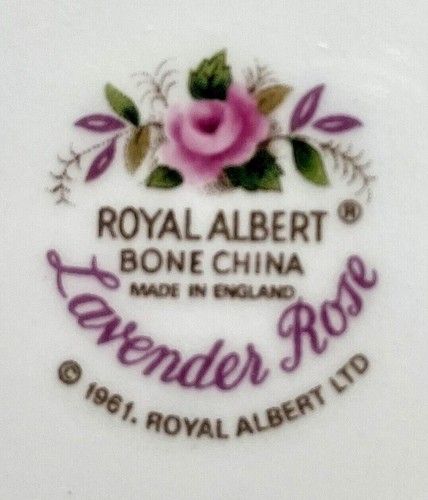 ROYAL ALBERT ®
BONE CHINA
MADE IN ENGLAND
Lavender Rose
© 1961. ROYAL ALBERT LTD